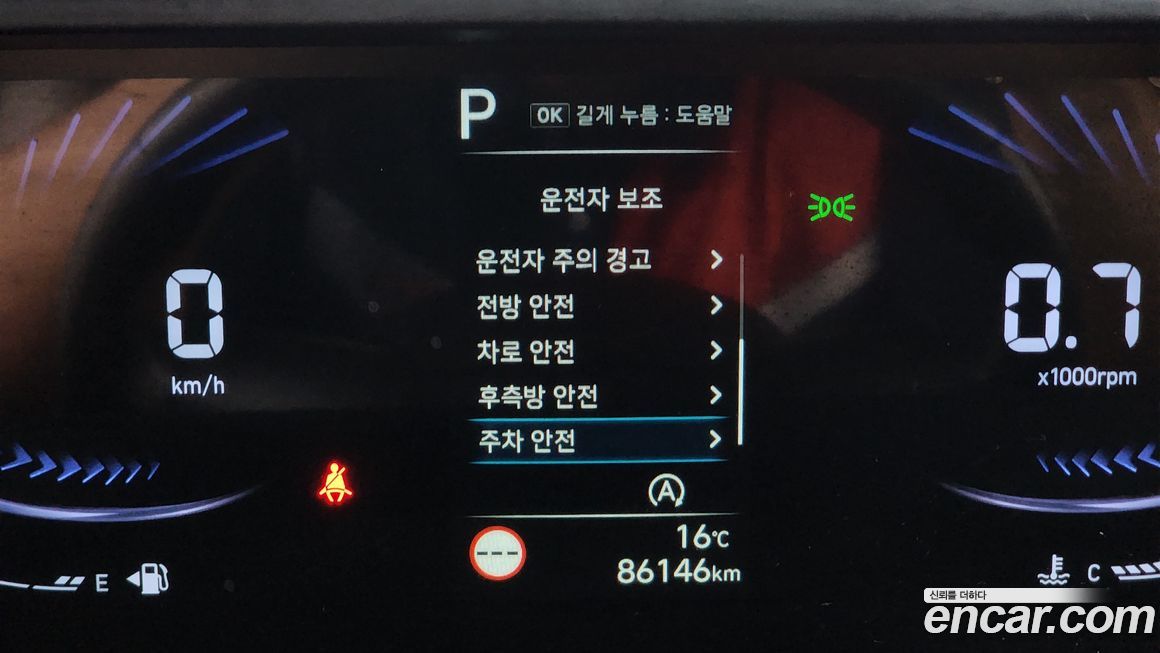 P
OK 길게 누름 : 도움말
운전자 보조
운전자 주의 경고
전방 안전
차로 안전
후측방 안전
주차 안전
A
0
km/h
0.7
x1000rpm
---
16℃
86146km
E
C
신뢰를 더하다
encar.com